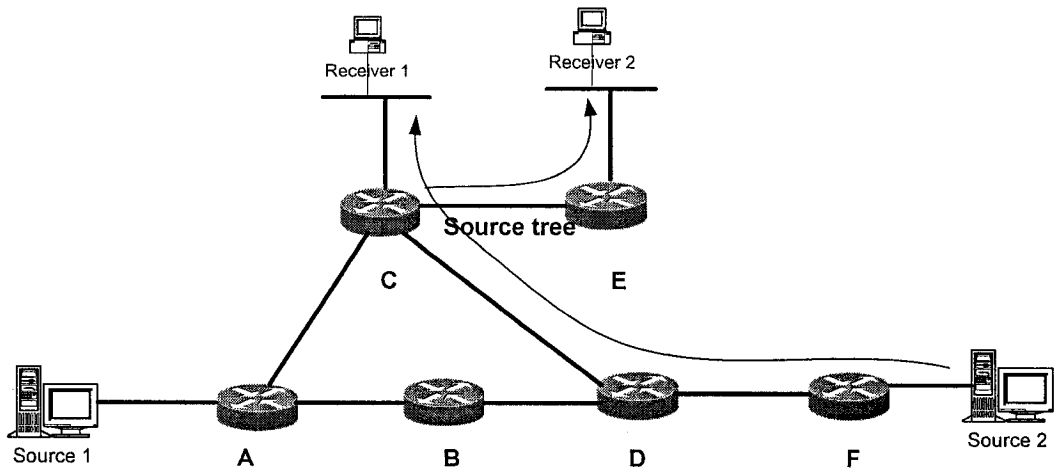 Receiver 1
Receiver 2
Source tree
C
E
Source 1
A
B
D
F
Source 2